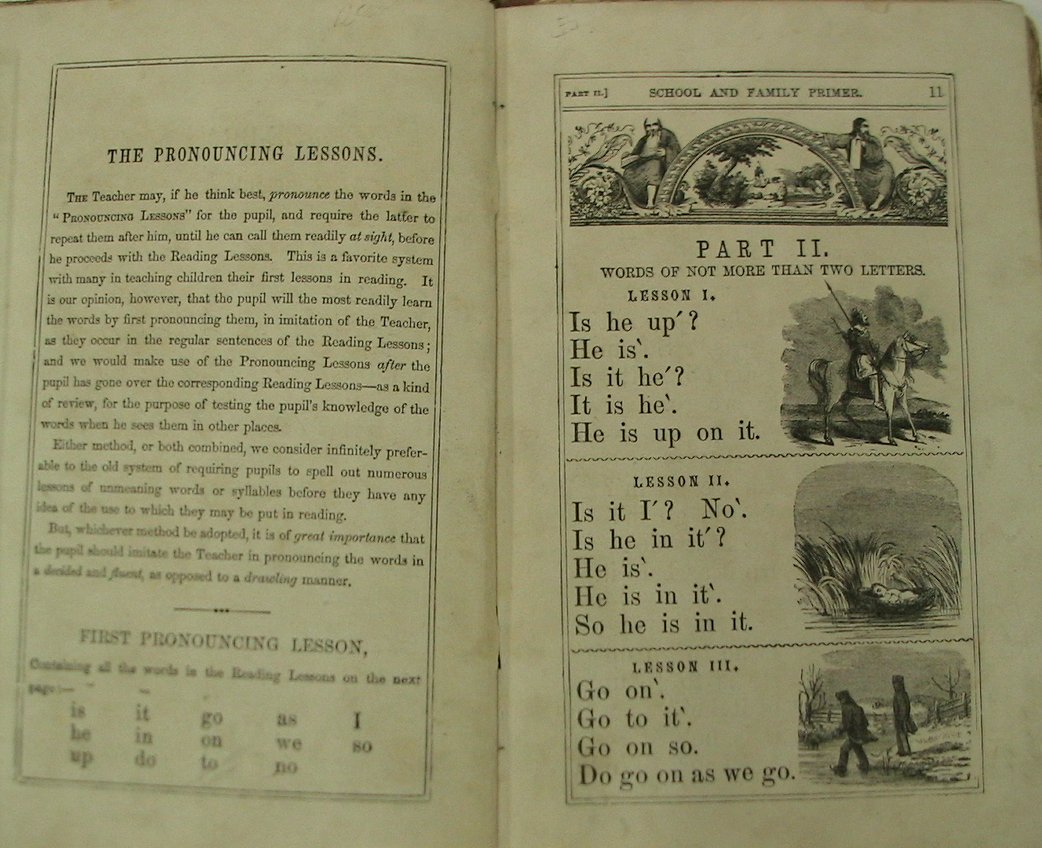 THE PRONOUNCING LESSONS.
THE Teacher may, if he think best, pronounce the words in the
"PRONOUNCING LESSONS" for the pupil, and require the latter to
repeat them after him, until he can call them readily at sight, before
he proceeds with the Reading Lessons. This is a favorite system
with many in teaching children their first lessons in reading. It
is our opinion, however, that the pupil will the most readily learn
the words by first pronouncing them, in imitation of the Teacher,
as they occur in the regular sentences of the Reading Lessons;
and we would make use of the Pronouncing Lessons after the
pupil has gone over the corresponding Reading Lessons—as a kind
of review, for the purpose of testing the pupil's knowledge of the
words when he sees them in other places.
Either method, or both combined, we consider infinitely prefer-
able to the old system of requiring pupils to spell out numerous
lessons of unmeaning words or syllables before they have any
idea of the use to which they may be put in reading.
But, whichever method be adopted, it is of great importance that
the pupil should imitate the Teacher in pronouncing the words in
a decided and fluent, as opposed to a drawling manner.
FIRST PRONOUNCING LESSON,
Containing all the words in the Reading Lessons on the next
page:—
is it go as I
he in on we so
up do to no
PART II.] SCHOOL AND FAMILY PRIMER. 11
PART II.
WORDS OF NOT MORE THAN TWO LETTERS.
LESSON I.
Is he up′?
He is‵.
Is it he′?
It is he‵.
He is up on it.
LESSON II.
Is it I′? No‵.
Is he in it′?
He is‵.
He is in it‵.
So he is in it.
LESSON III.
Go on‵.
Go to it‵.
Go on so.
Do go on as we go.